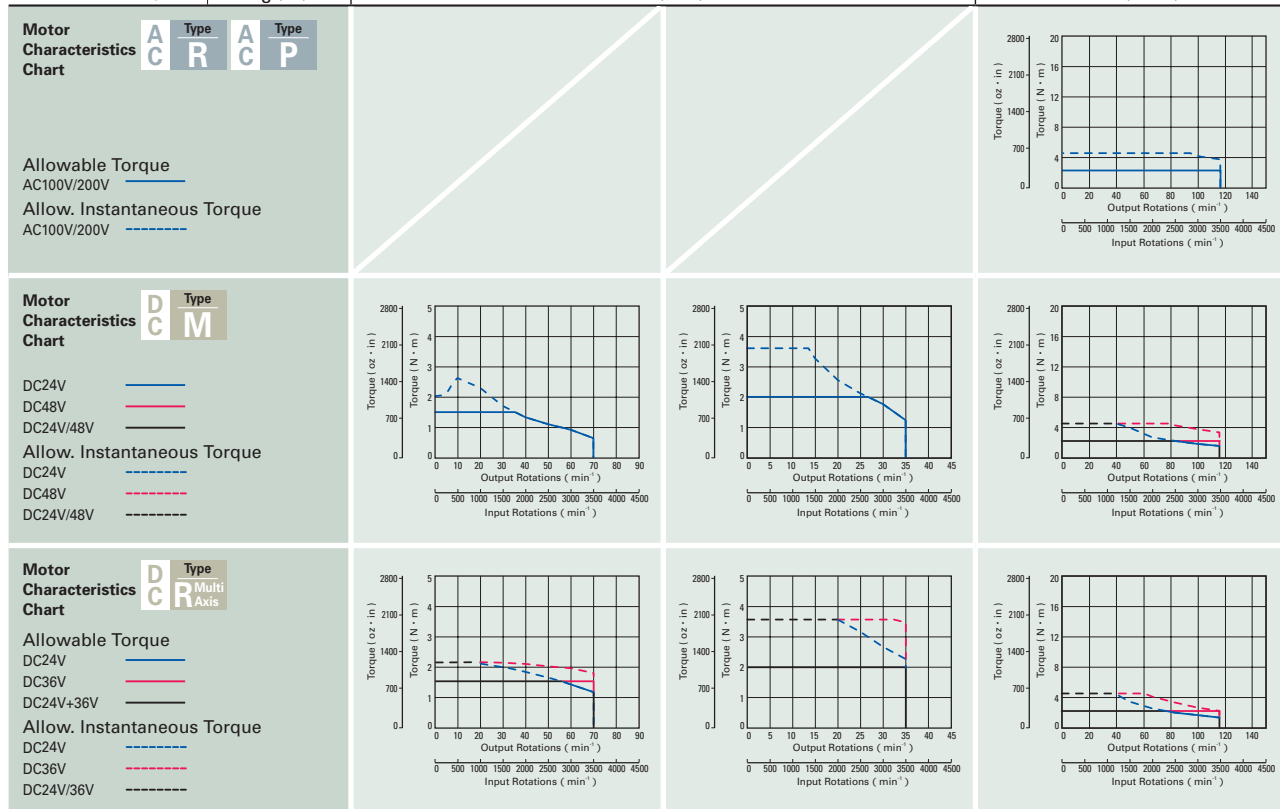 Motor
Characteristics
Chart
AC Type R
AC Type P
Allowable Torque
AC100V/200V
Allow. Instantaneous Torque
AC100V/200V
Torque ( oz · in )
2800
2100
1400
700
0
Torque ( N · m )
20
16
12
8
4
0
0 20 40 60 80 100 120 140
Output Rotations ( min⁻¹ )
0 500 1000 1500 2000 2500 3000 3500 4000 4500
Input Rotations ( min⁻¹ )
Motor
Characteristics
Chart
DC Type M
DC24V
DC48V
DC24V/48V
Allow. Instantaneous Torque
DC24V
DC48V
DC24V/48V
Torque ( oz · in )
2800
2100
1400
700
0
Torque ( N · m )
5
4
3
2
1
0
0 10 20 30 40 50 60 70 80 90
Output Rotations ( min⁻¹ )
0 500 1000 1500 2000 2500 3000 3500 4000 4500
Input Rotations ( min⁻¹ )
Torque ( oz · in )
2800
2100
1400
700
0
Torque ( N · m )
5
4
3
2
1
0
0 5 10 15 20 25 30 35 40 45
Output Rotations ( min⁻¹ )
0 500 1000 1500 2000 2500 3000 3500 4000 4500
Input Rotations ( min⁻¹ )
Torque ( oz · in )
2800
2100
1400
700
0
Torque ( N · m )
20
16
12
8
4
0
0 20 40 60 80 100 120 140
Output Rotations ( min⁻¹ )
0 500 1000 1500 2000 2500 3000 3500 4000 4500
Input Rotations ( min⁻¹ )
Motor
Characteristics
Chart
DC Type R Multi Axis
Allowable Torque
DC24V
DC36V
DC24V+36V
Allow. Instantaneous Torque
DC24V
DC36V
DC24V/36V
Torque ( oz · in )
2800
2100
1400
700
0
Torque ( N · m )
5
4
3
2
1
0
0 10 20 30 40 50 60 70 80 90
Output Rotations ( min⁻¹ )
0 500 1000 1500 2000 2500 3000 3500 4000 4500
Input Rotations ( min⁻¹ )
Torque ( oz · in )
2800
2100
1400
700
0
Torque ( N · m )
5
4
3
2
1
0
0 5 10 15 20 25 30 35 40 45
Output Rotations ( min⁻¹ )
0 500 1000 1500 2000 2500 3000 3500 4000 4500
Input Rotations ( min⁻¹ )
Torque ( oz · in )
2800
2100
1400
700
0
Torque ( N · m )
20
16
12
8
4
0
0 20 40 60 80 100 120 140
Output Rotations ( min⁻¹ )
0 500 1000 1500 2000 2500 3000 3500 4000 4500
Input Rotations ( min⁻¹ )